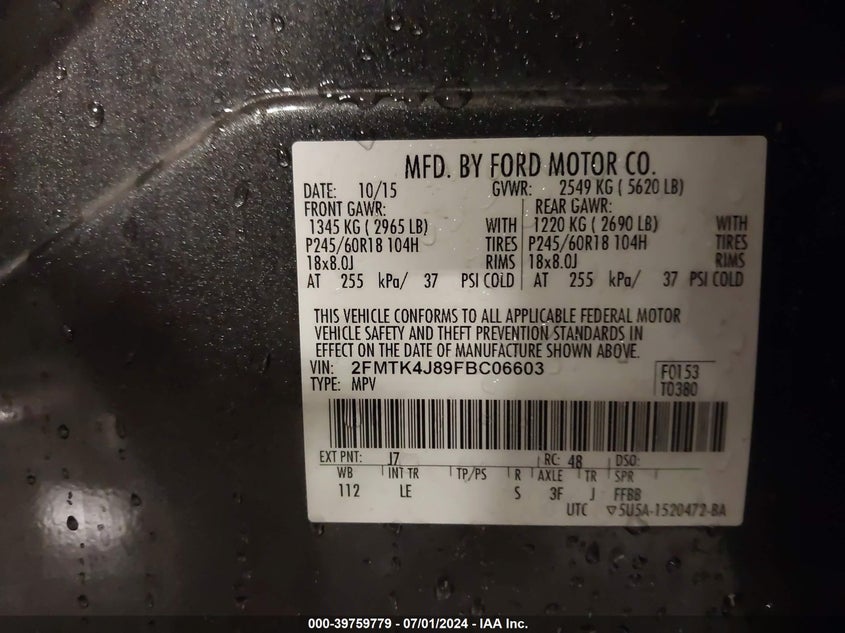 MFD. BY FORD MOTOR CO.
DATE: 10/15 GVWR: 2549 KG ( 5620 LB)
FRONT GAWR: REAR GAWR:
1345 KG ( 2965 LB) WITH 1220 KG ( 2690 LB) WITH
P245/60R18 104H TIRES P245/60R18 104H TIRES
18x8.0J RIMS 18x8.0J RIMS
AT 255 kPa/ 37 PSI COLD AT 255 kPa/ 37 PSI COLD
THIS VEHICLE CONFORMS TO ALL APPLICABLE FEDERAL MOTOR
VEHICLE SAFETY AND THEFT PREVENTION STANDARDS IN
EFFECT ON THE DATE OF MANUFACTURE SHOWN ABOVE.
VIN: 2FMTK4J89FBC06603 F0153
TYPE: MPV T0380
EXT PNT: J7 RC: 48 DSO:
WB INT TR TP/PS R AXLE TR SPR
112 LE S 3F J FFBB
UTC ▽5U5A-1520472-BA
000-39759779 / 07/01/2024 - IAA Inc.